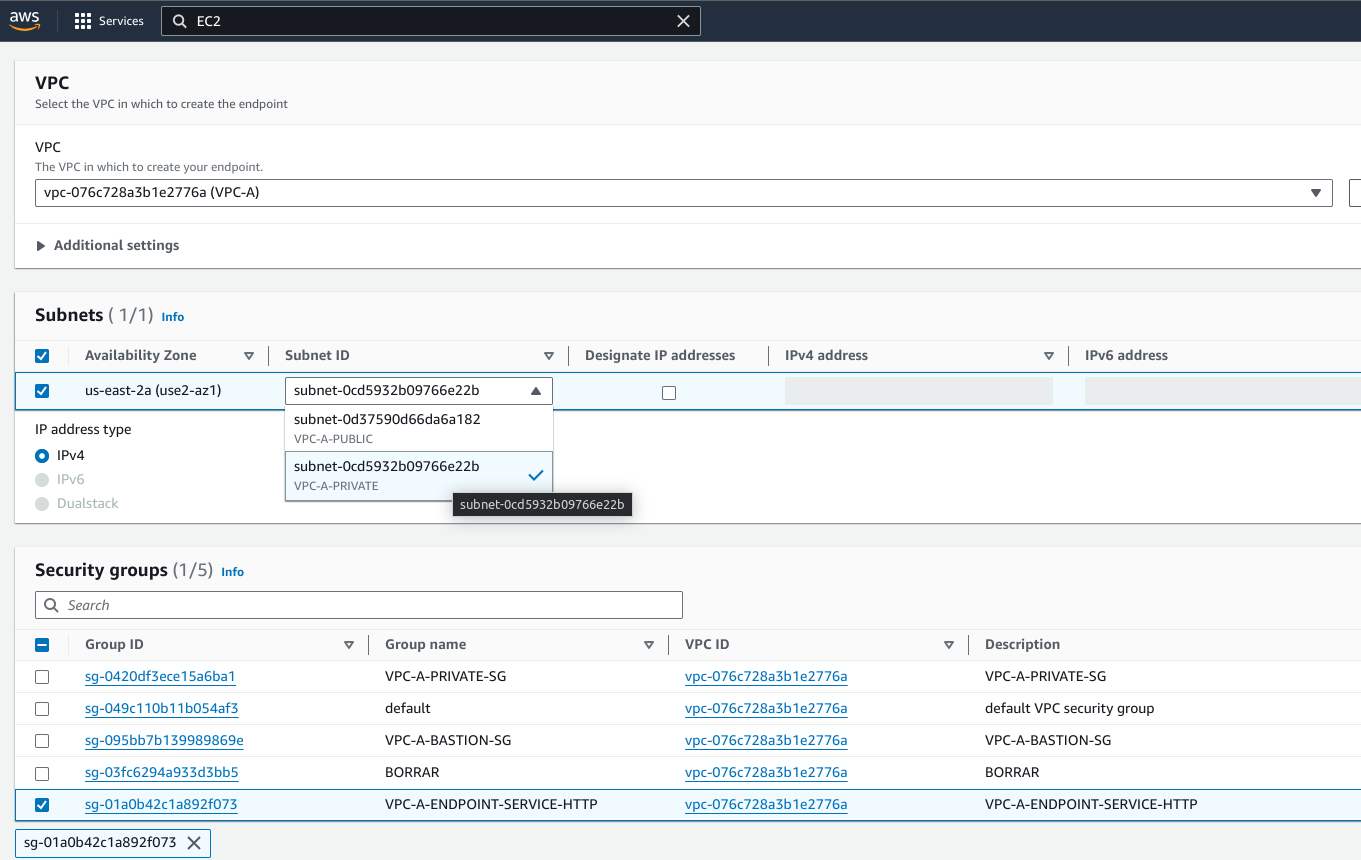 aws Services EC2
VPC
Select the VPC in which to create the endpoint
VPC
The VPC in which to create your endpoint.
vpc-076c728a3b1e2776a (VPC-A)
Additional settings
Subnets ( 1/1) Info
Availability Zone Subnet ID Designate IP addresses IPv4 address IPv6 address
us-east-2a (use2-az1) subnet-0cd5932b09766e22b
subnet-0d37590d66da6a182
VPC-A-PUBLIC
subnet-0cd5932b09766e22b
VPC-A-PRIVATE
subnet-0cd5932b09766e22b
IP address type
IPv4
IPv6
Dualstack
Security groups (1/5) Info
Search
Group ID Group name VPC ID Description
sg-0420df3ece15a6ba1 VPC-A-PRIVATE-SG vpc-076c728a3b1e2776a VPC-A-PRIVATE-SG
sg-049c110b11b054af3 default vpc-076c728a3b1e2776a default VPC security group
sg-095bb7b139989869e VPC-A-BASTION-SG vpc-076c728a3b1e2776a VPC-A-BASTION-SG
sg-03fc6294a933d3bb5 BORRAR vpc-076c728a3b1e2776a BORRAR
sg-01a0b42c1a892f073 VPC-A-ENDPOINT-SERVICE-HTTP vpc-076c728a3b1e2776a VPC-A-ENDPOINT-SERVICE-HTTP
sg-01a0b42c1a892f073